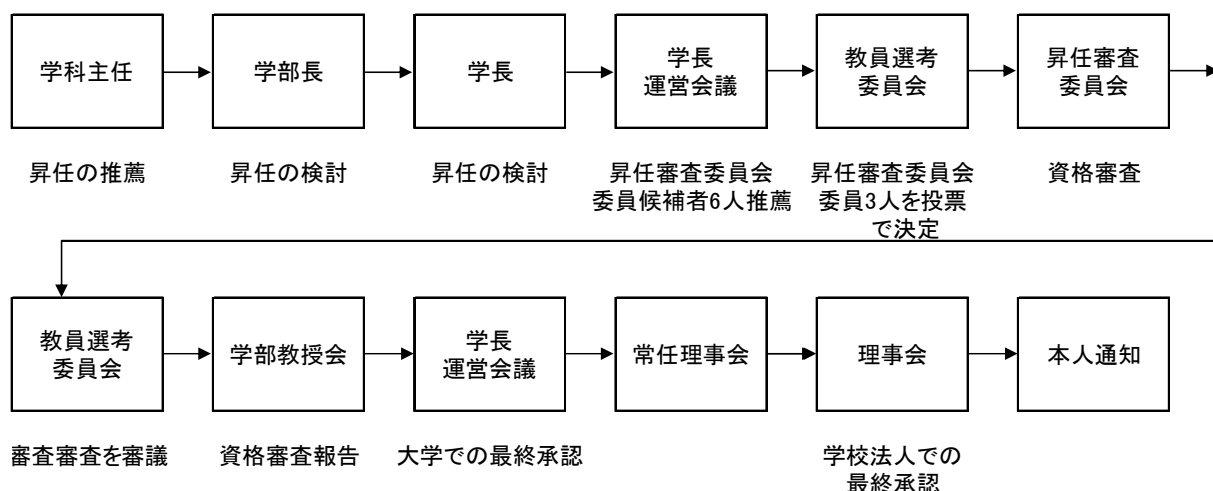 学科主任
学部長
学長
学長
運営会議
教員選考
委員会
昇任審査
委員会
昇任の推薦
昇任の検討
昇任の検討
昇任審査委員会
委員候補者6人推薦
昇任審査委員会
委員3人を投票
で決定
資格審査
教員選考
委員会
学部教授会
学長
運営会議
常任理事会
理事会
本人通知
審査審査を審議
資格審査報告
大学での最終承認
学校法人での
最終承認